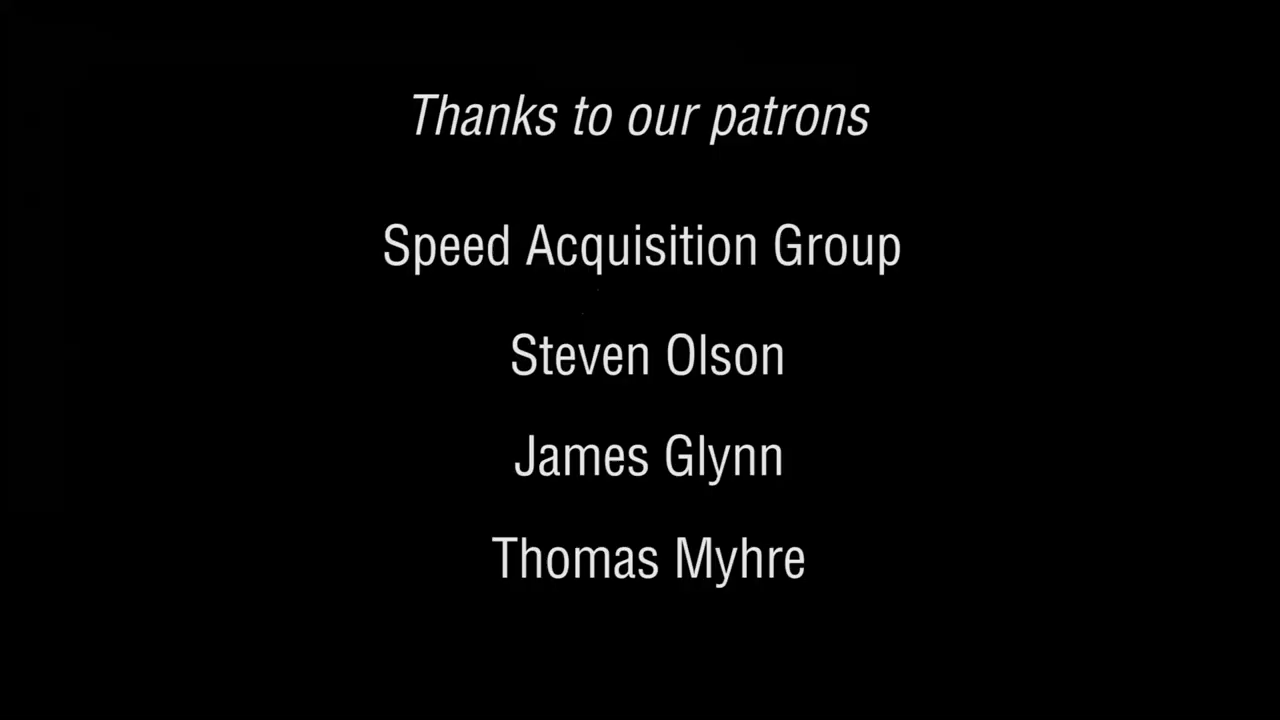 Thanks to our patrons
Speed Acquisition Group
Steven Olson
James Glynn
Thomas Myhre